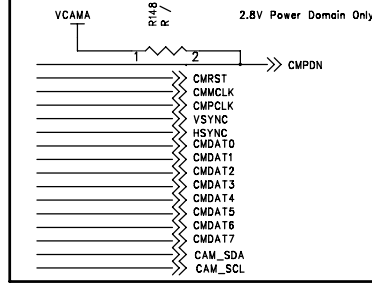 VCAMA
R148
R /
2.8V Power Domain Only
1 2
CMPDN
CMRST
CMMCLK
CMPCLK
VSYNC
HSYNC
CMDAT0
CMDAT1
CMDAT2
CMDAT3
CMDAT4
CMDAT5
CMDAT6
CMDAT7
CAM_SDA
CAM_SCL